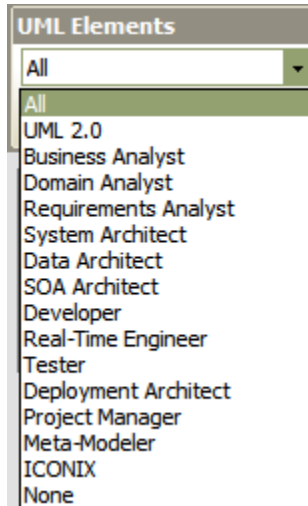 UML Elements
All
All
UML 2.0
Business Analyst
Domain Analyst
Requirements Analyst
System Architect
Data Architect
SOA Architect
Developer
Real-Time Engineer
Tester
Deployment Architect
Project Manager
Meta-Modeler
ICONIX
None